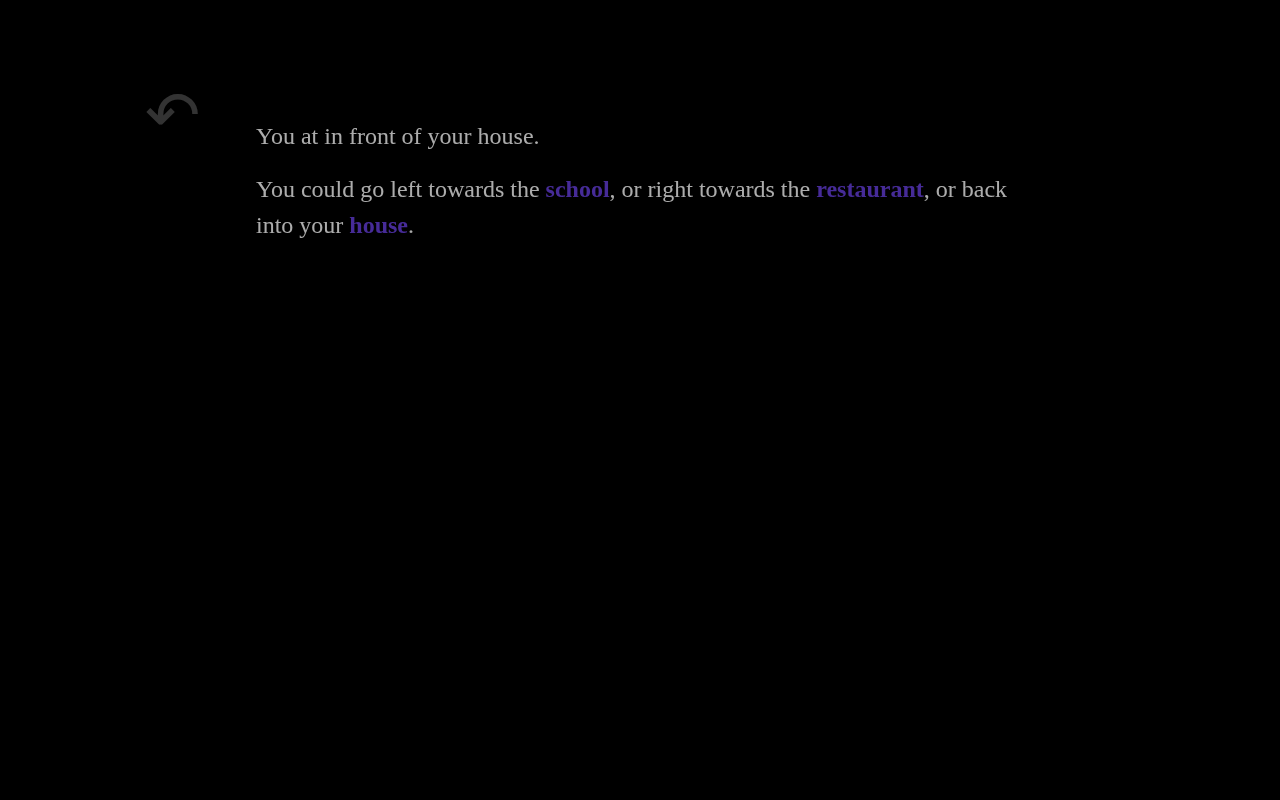 You at in front of your house.
You could go left towards the school, or right towards the restaurant, or back
into your house.